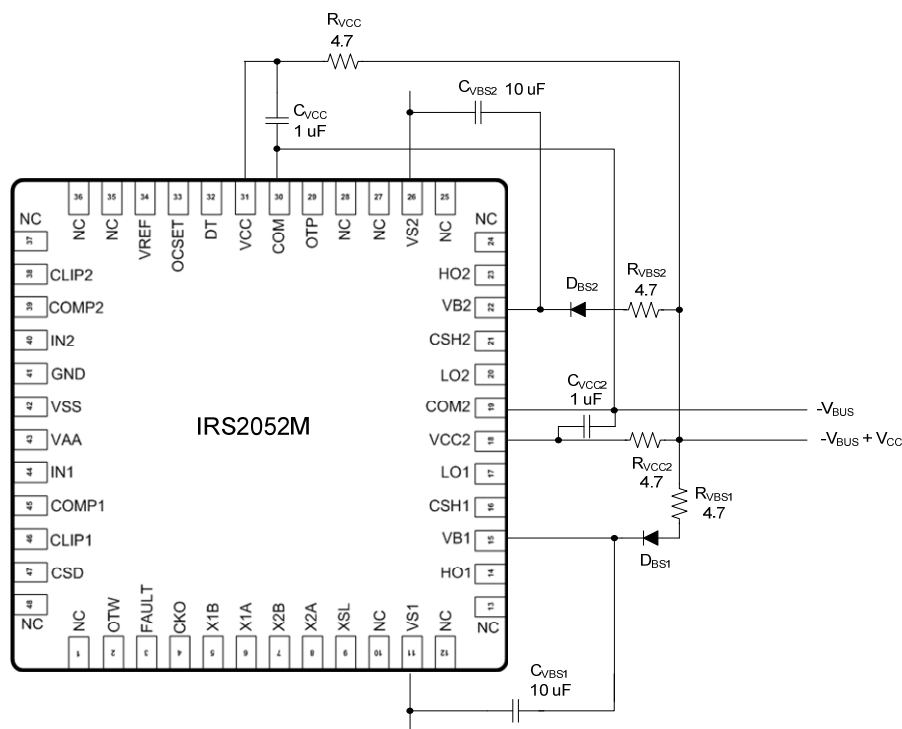 RVCC
4.7
CVBS2 10 uF
CVCC
1 uF
36 35 34 33 32 31 30 29 28 27 26 25
NC NC VREF OCSET DT VCC COM OTP NC NC VS2 NC
NC
37
38 CLIP2
39 COMP2
40 IN2
41 GND
42 VSS
43 VAA
44 IN1
45 COMP1
46 CLIP1
47 CSD
48
NC
IRS2052M
NC
24
HO2 23
VB2 22
CSH2 21
LO2 20
COM2 19
VCC2 18
LO1 17
CSH1 16
VB1 15
HO1 14
13
NC
NC OTW FAULT CKO X1B X1A X2B X2A XSL NC VS1 NC
1 2 3 4 5 6 7 8 9 10 11 12
DBS2
RVBS2
4.7
CVCC2
1 uF
-VBUS
-VBUS + VCC
RVCC2
4.7
RVBS1
4.7
DBS1
CVBS1
10 uF